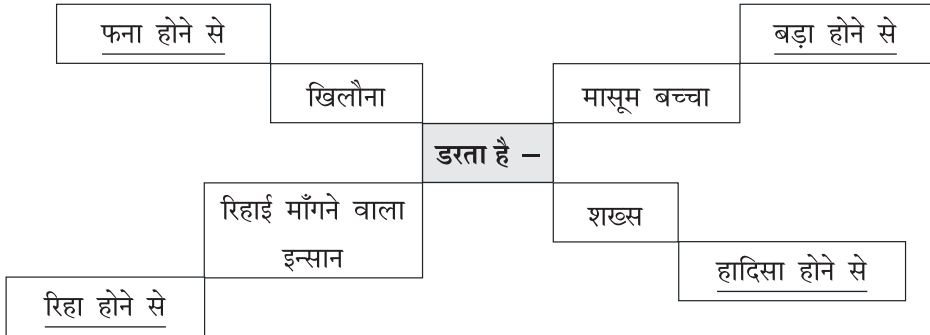 फना होने से
बड़ा होने से
खिलौना
मासूम बच्चा
डरता है –
रिहाई माँगने वाला
इन्सान
शख्स
हादिसा होने से
रिहा होने से